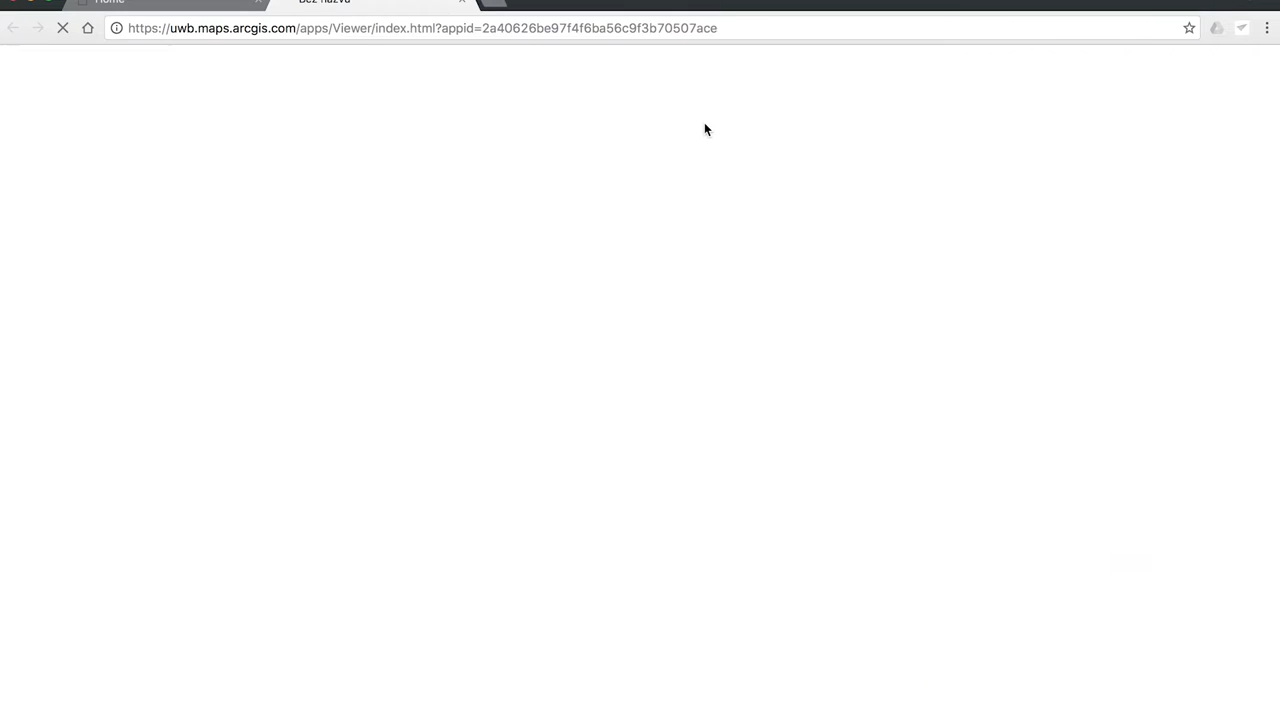 Home
Bez názvu
https://uwb.maps.arcgis.com/apps/Viewer/index.html?appid=2a40626be97f4f6ba56c9f3b70507ace